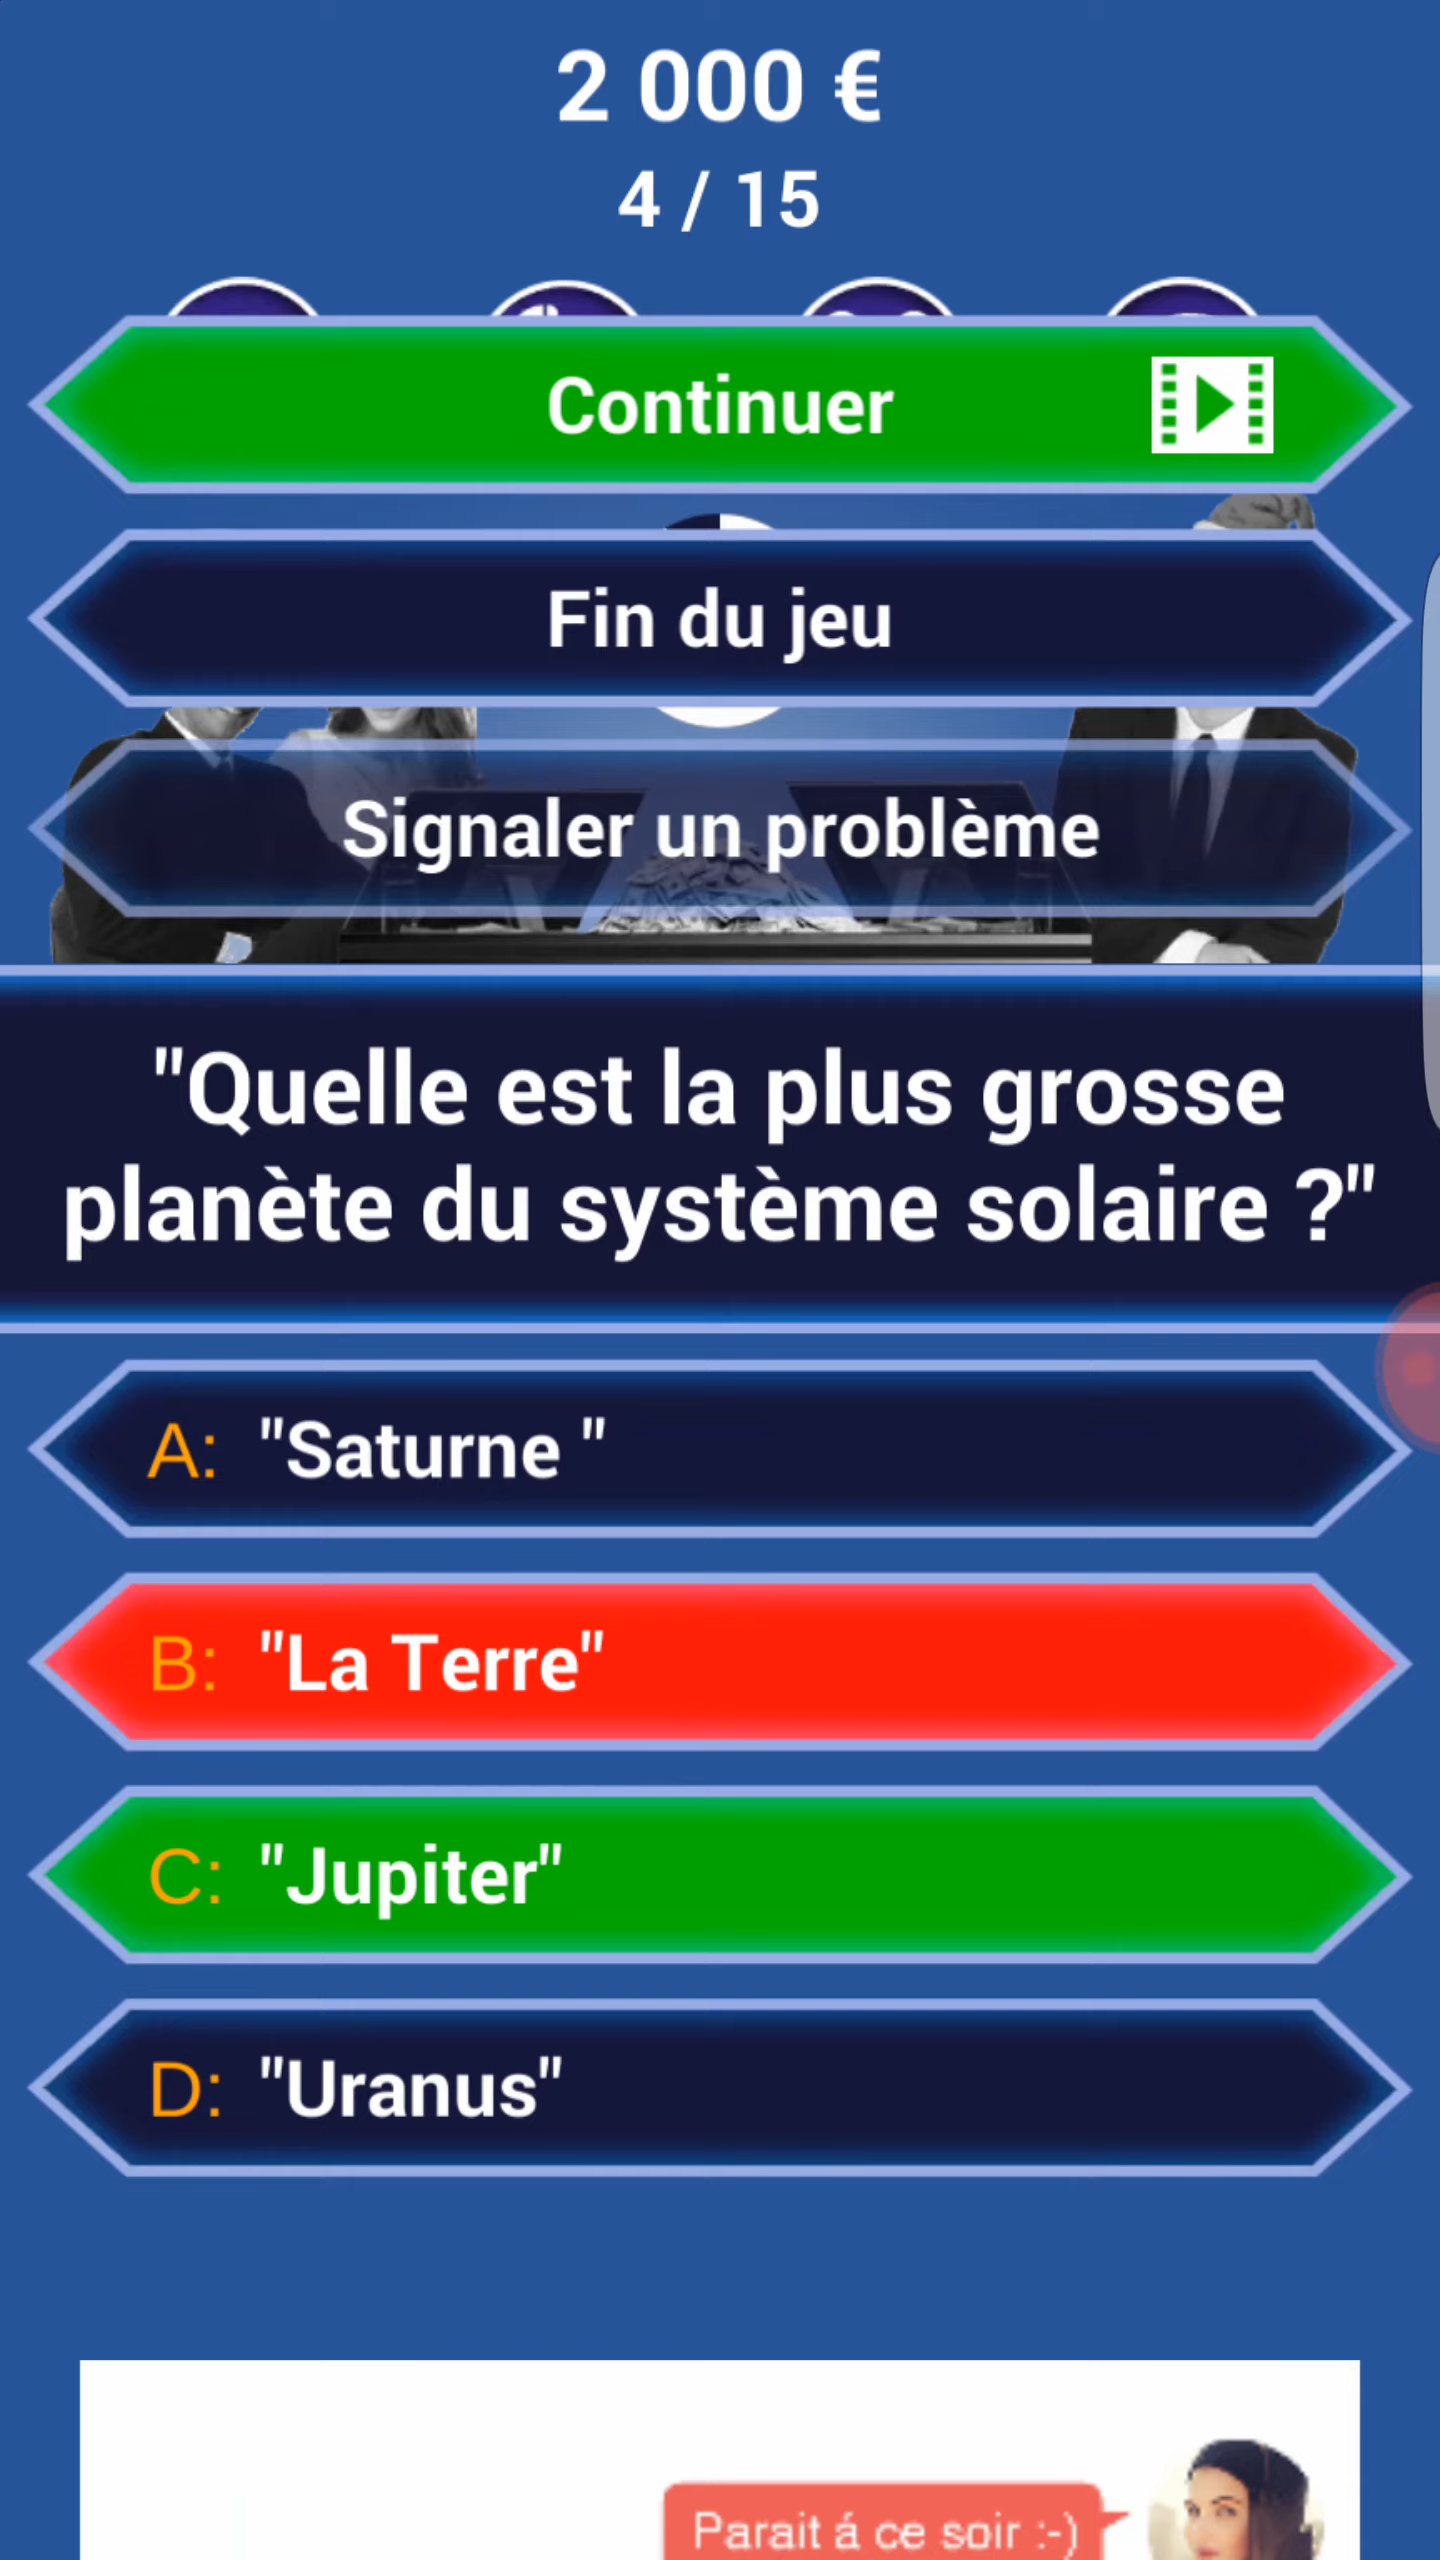 2 000 €
4 / 15
Continuer
Fin du jeu
Signaler un problème
"Quelle est la plus grosse
planète du système solaire ?"
A: "Saturne "
B: "La Terre"
C: "Jupiter"
D: "Uranus"
Parait á ce soir :-)